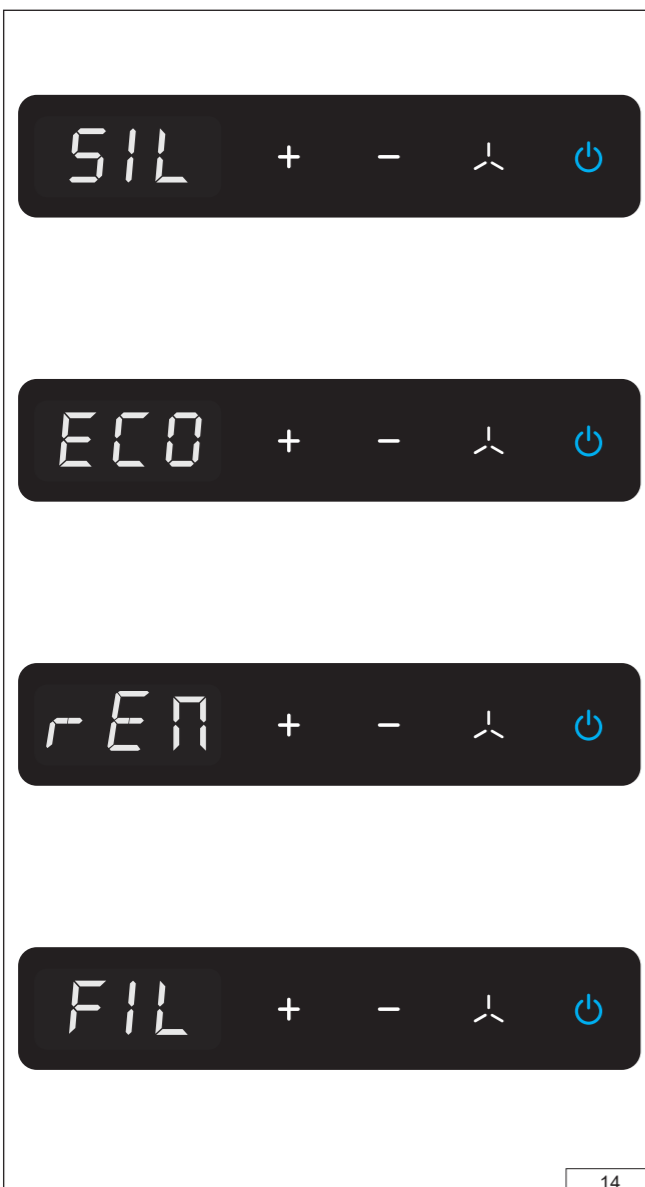 SIL + -
ECO + -
rEM + -
FIL + -
14